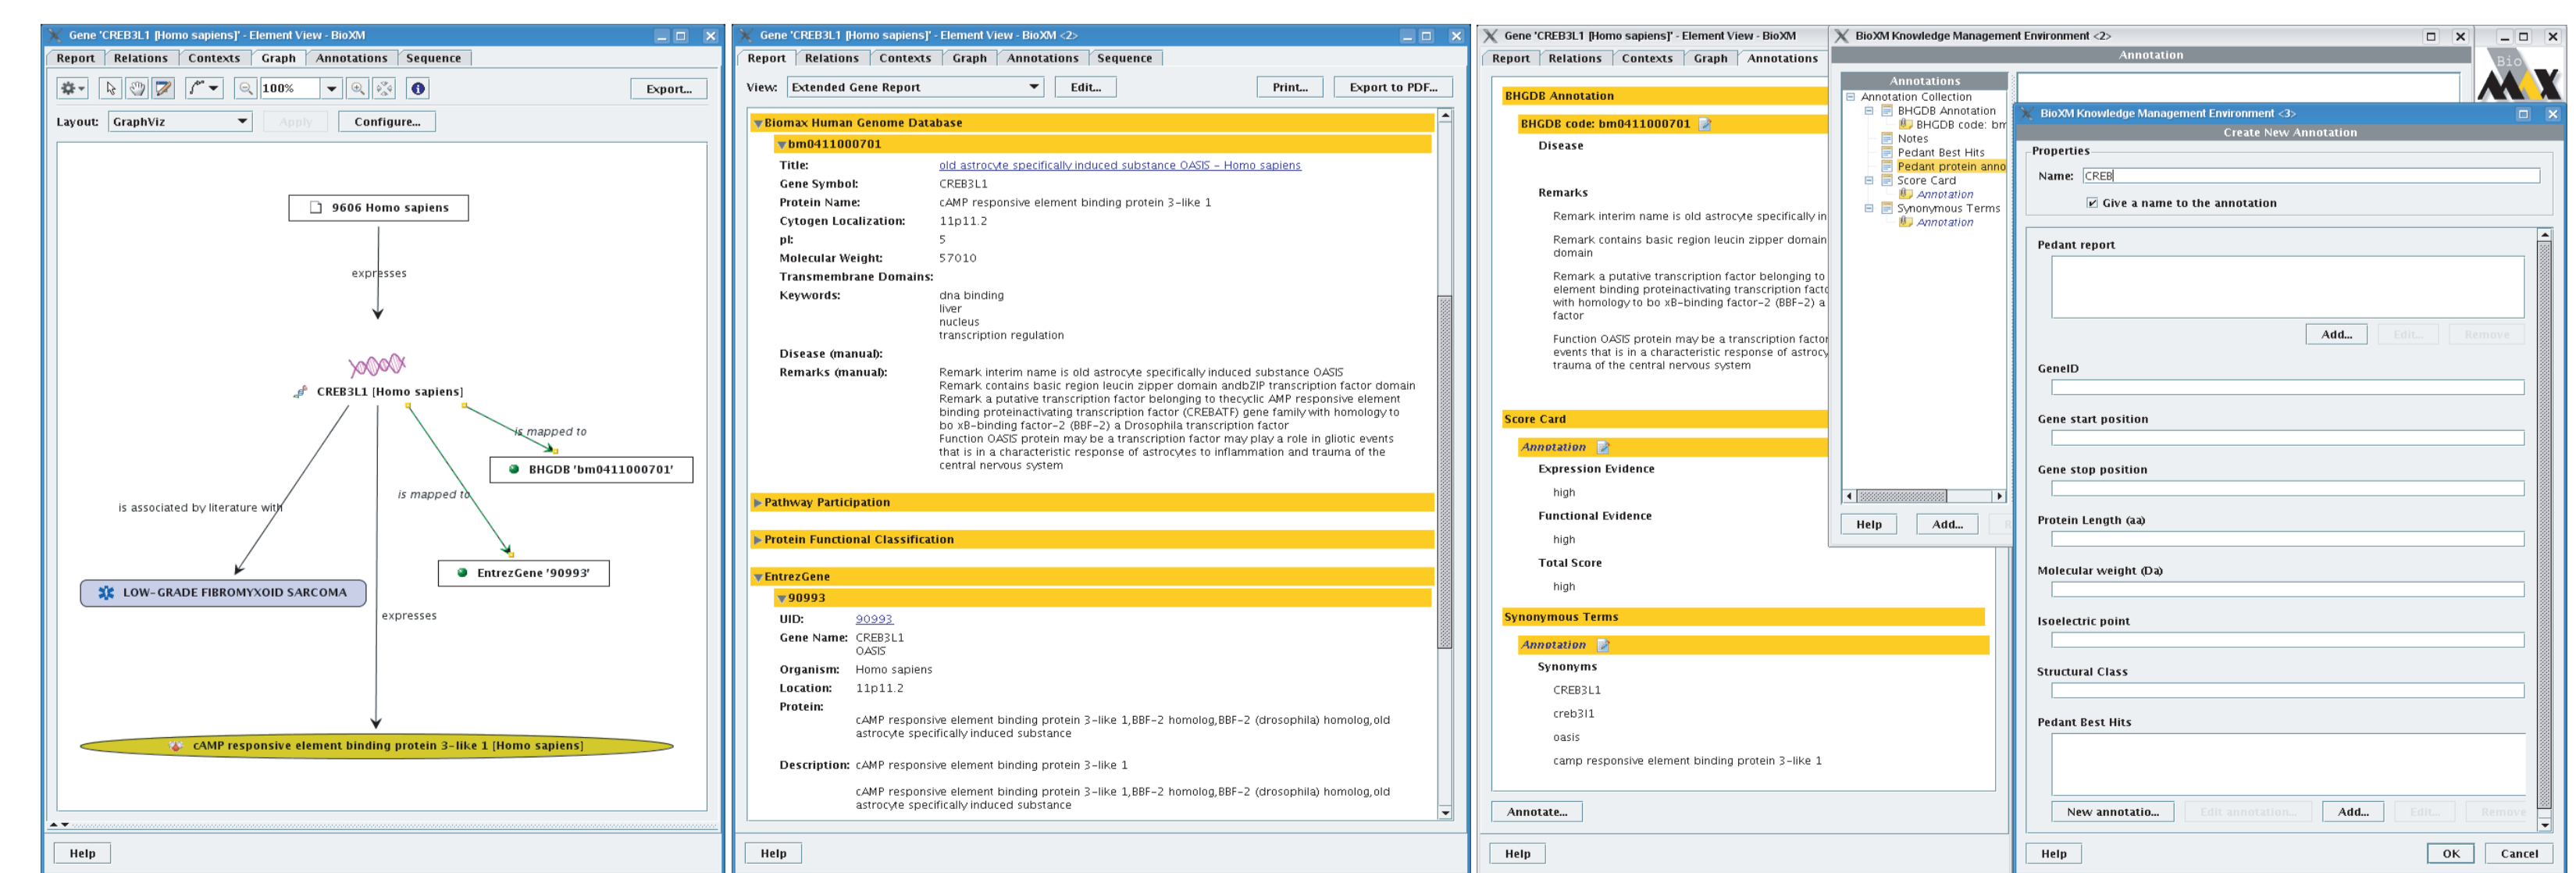 Gene 'CREB3L1 [Homo sapiens]' - Element View - BioXM
Report Relations Contexts Graph Annotations Sequence
100%
Export...
Layout: GraphViz Apply Configure...
9606 Homo sapiens
expresses
CREB3L1 [Homo sapiens]
is mapped to
BHGDB 'bm0411000701'
is mapped to
is associated by literature with
EntrezGene '90993'
LOW-GRADE FIBROMYXOID SARCOMA
expresses
cAMP responsive element binding protein 3-like 1 [Homo sapiens]
Help
Gene 'CREB3L1 [Homo sapiens]' - Element View - BioXM <2>
Report Relations Contexts Graph Annotations Sequence
View: Extended Gene Report Edit... Print... Export to PDF...
Biomax Human Genome Database
bm0411000701
Title: old astrocyte specifically induced substance OASIS - Homo sapiens
Gene Symbol: CREB3L1
Protein Name: cAMP responsive element binding protein 3-like 1
Cytogen Localization: 11p11.2
pI: 5
Molecular Weight: 57010
Transmembrane Domains:
Keywords: dna binding
liver
nucleus
transcription regulation
Disease (manual):
Remarks (manual): Remark interim name is old astrocyte specifically induced substance OASIS
Remark contains basic region leucin zipper domain andbZIP transcription factor domain
Remark a putative transcription factor belonging to thecyclic AMP responsive element
binding proteinactivating transcription factor (CREBATF) gene family with homology to
bo xB-binding factor-2 (BBF-2) a Drosophila transcription factor
Function OASIS protein may be a transcription factor may play a role in gliotic events
that is in a characteristic response of astrocytes to inflammation and trauma of the
central nervous system
Pathway Participation
Protein Functional Classification
EntrezGene
90993
UID: 90993
Gene Name: CREB3L1
OASIS
Organism: Homo sapiens
Location: 11p11.2
Protein:
cAMP responsive element binding protein 3-like 1,BBF-2 homolog,BBF-2 (drosophila) homolog,old
astrocyte specifically induced substance
Description: cAMP responsive element binding protein 3-like 1
cAMP responsive element binding protein 3-like 1,BBF-2 homolog,BBF-2 (drosophila) homolog,old
astrocyte specifically induced substance
Help
Gene 'CREB3L1 [Homo sapiens]' - Element View - BioXM
Report Relations Contexts Graph Annotations
BHGDB Annotation
BHGDB code: bm0411000701
Disease
Remarks
Remark interim name is old astrocyte specifically in
Remark contains basic region leucin zipper domain
domain
Remark a putative transcription factor belonging to
element binding proteinactivating transcription fact
with homology to bo xB-binding factor-2 (BBF-2) a
factor
Function OASIS protein may be a transcription factor
events that is in a characteristic response of astrocy
trauma of the central nervous system
Score Card
Annotation
Expression Evidence
high
Functional Evidence
high
Total Score
high
Synonymous Terms
Annotation
Synonyms
CREB3L1
creb3l1
oasis
camp responsive element binding protein 3-like 1
Annotate...
Help
BioXM Knowledge Management Environment <2>
Annotation
Annotations
Annotation Collection
BHGDB Annotation
BHGDB code: bm
Notes
Pedant Best Hits
Pedant protein anno
Score Card
Annotation
Synonymous Terms
Annotation
Help Add...
Bio
MAX
BioXM Knowledge Management Environment <3>
Create New Annotation
Properties
Name: CREB
Give a name to the annotation
Pedant report
Add... Edit... Remove
GeneID
Gene start position
Gene stop position
Protein Length (aa)
Molecular weight (Da)
Isoelectric point
Structural Class
Pedant Best Hits
New annotatio... Edit annotation... Add... Edit... Remove
Help OK Cancel